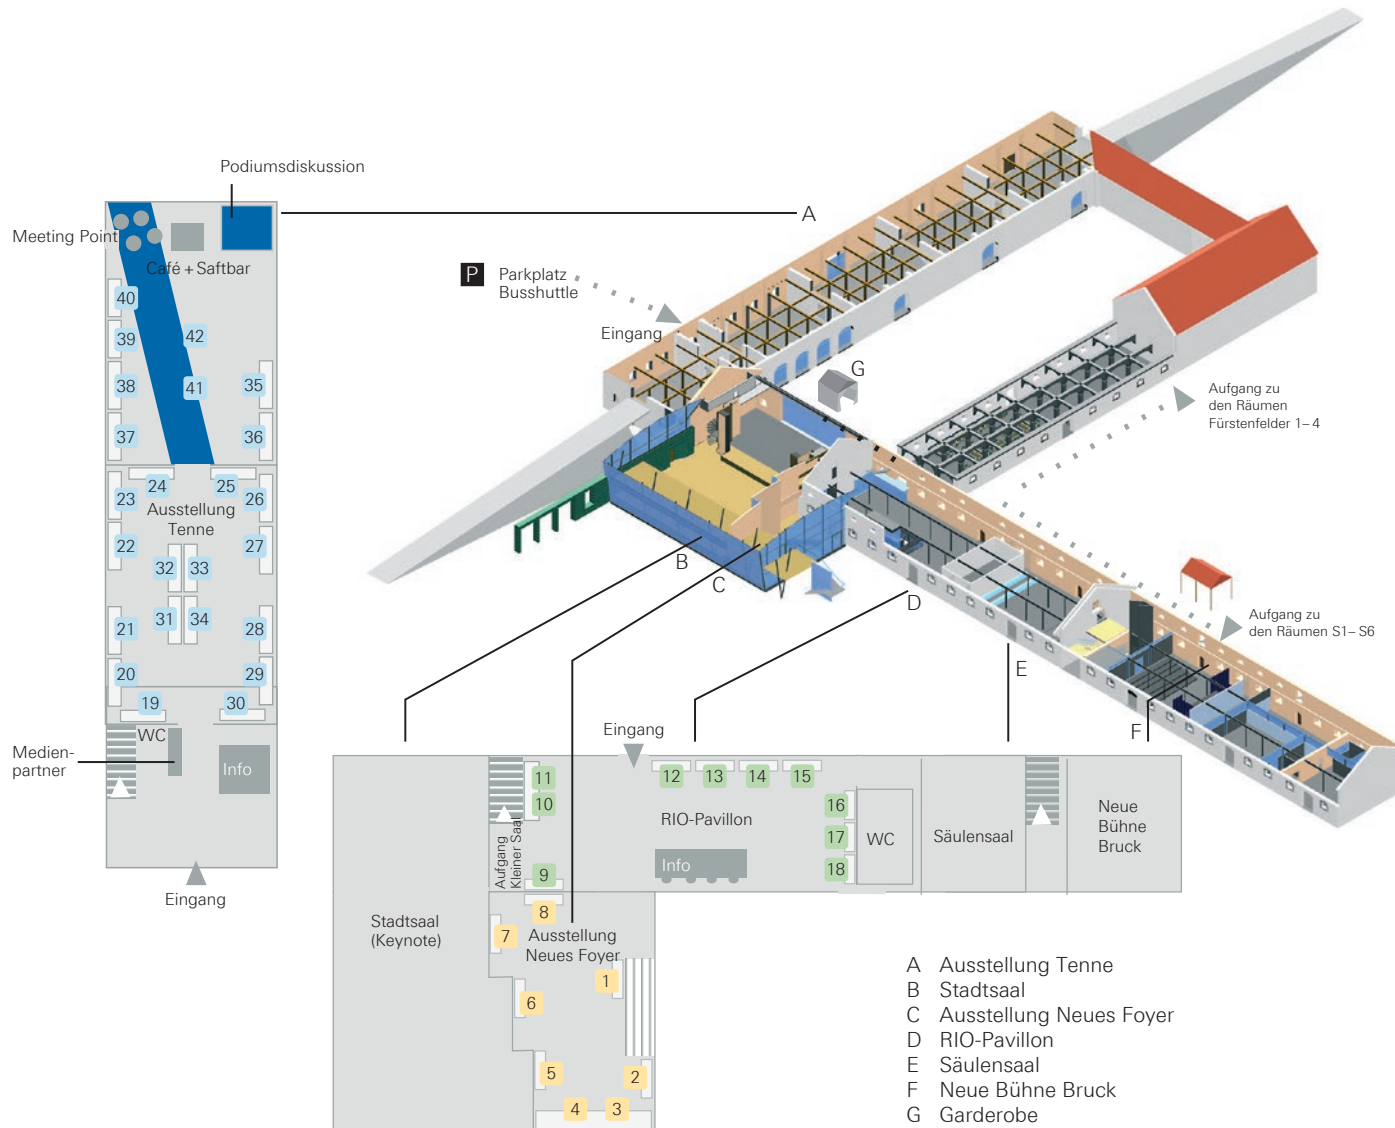 Podiumsdiskussion
Meeting Point
Café + Saftbar
40
39
42
38
41
35
37
36
24
25
23
26
Ausstellung
Tenne
22
27
32
33
31
34
21
28
20
29
19
30
WC
Medien-
partner
Info
Eingang
A
P
Parkplatz
Busshuttle
Eingang
G
Aufgang zu
den Räumen
Fürstenfelder 1–4
B
C
D
E
F
Aufgang zu
den Räumen S1–S6
Eingang
11
10
12
13
14
15
Aufgang
Kleiner Saal
RIO-Pavillon
16
17
18
WC
Säulensaal
Neue
Bühne
Bruck
Info
9
8
Stadtsaal
(Keynote)
7
Ausstellung
Neues Foyer
1
6
5
2
4
3
A Ausstellung Tenne
B Stadtsaal
C Ausstellung Neues Foyer
D RIO-Pavillon
E Säulensaal
F Neue Bühne Bruck
G Garderobe